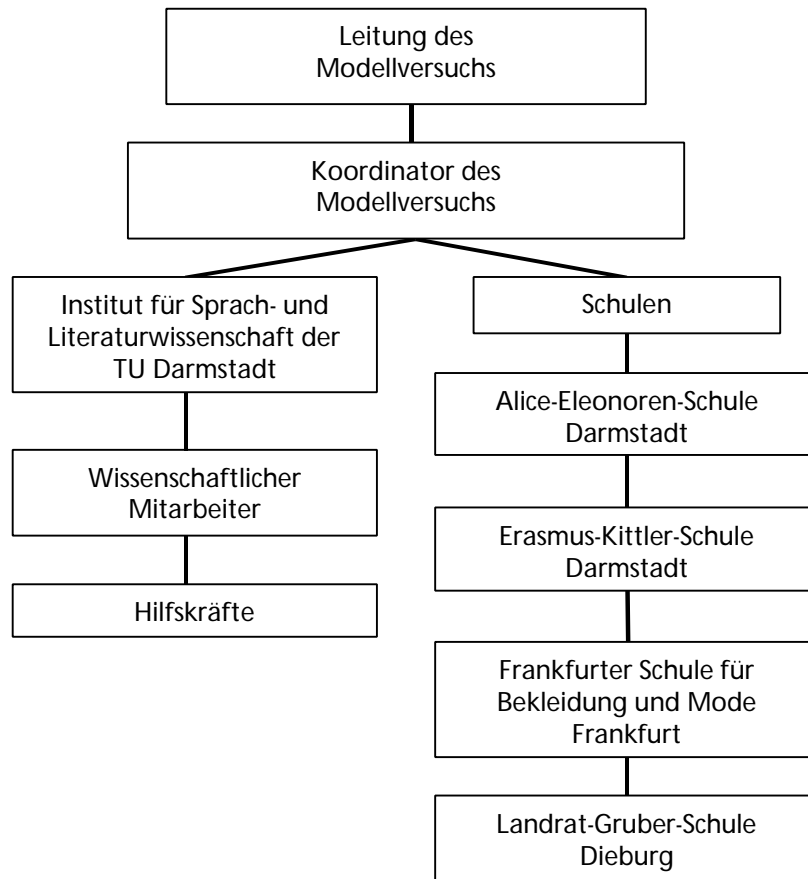 Leitung des
Modellversuchs
Koordinator des
Modellversuchs
Institut für Sprach- und
Literaturwissenschaft der
TU Darmstadt
Wissenschaftlicher
Mitarbeiter
Hilfskräfte
Schulen
Alice-Eleonoren-Schule
Darmstadt
Erasmus-Kittler-Schule
Darmstadt
Frankfurter Schule für
Bekleidung und Mode
Frankfurt
Landrat-Gruber-Schule
Dieburg